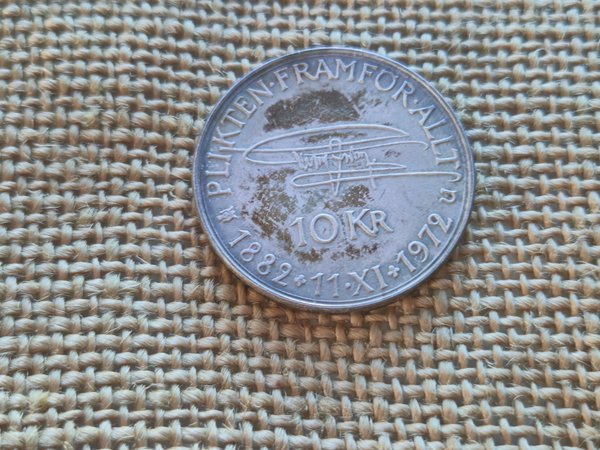 PLIKTEN·FRAMFÖR·ALLT
10 KR
U
1882 + 11·XI + 1972